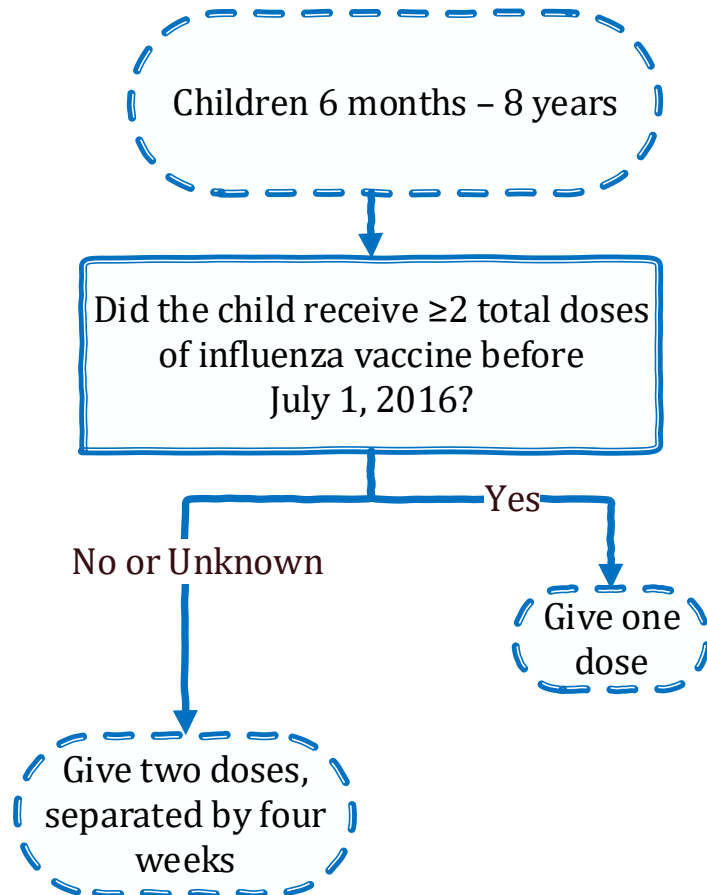 Children 6 months – 8 years
Did the child receive ≥2 total doses
of influenza vaccine before
July 1, 2016?
Yes
No or Unknown
Give one
dose
Give two doses,
separated by four
weeks